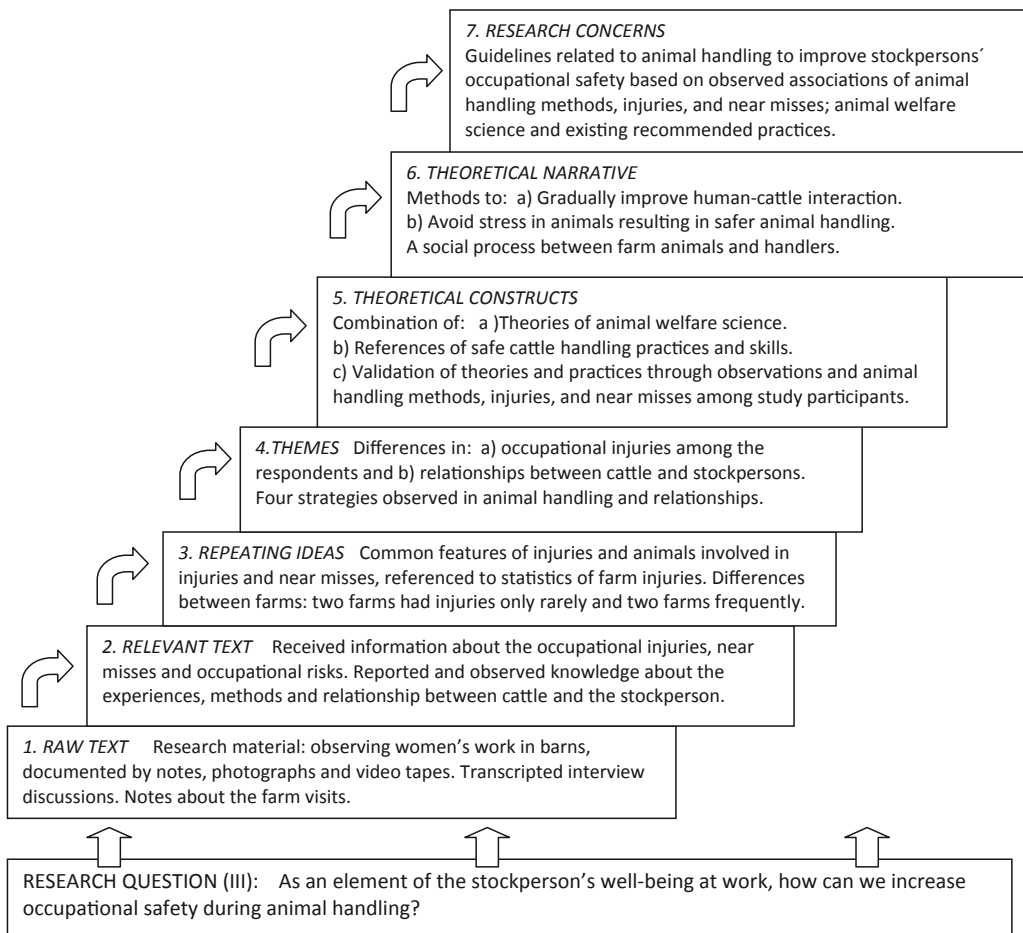 7. RESEARCH CONCERNS
Guidelines related to animal handling to improve stockpersons´
occupational safety based on observed associations of animal
handling methods, injuries, and near misses; animal welfare
science and existing recommended practices.
6. THEORETICAL NARRATIVE
Methods to: a) Gradually improve human-cattle interaction.
b) Avoid stress in animals resulting in safer animal handling.
A social process between farm animals and handlers.
5. THEORETICAL CONSTRUCTS
Combination of: a )Theories of animal welfare science.
b) References of safe cattle handling practices and skills.
c) Validation of theories and practices through observations and animal
handling methods, injuries, and near misses among study participants.
4.THEMES Differences in: a) occupational injuries among the
respondents and b) relationships between cattle and stockpersons.
Four strategies observed in animal handling and relationships.
3. REPEATING IDEAS Common features of injuries and animals involved in
injuries and near misses, referenced to statistics of farm injuries. Differences
between farms: two farms had injuries only rarely and two farms frequently.
2. RELEVANT TEXT Received information about the occupational injuries, near
misses and occupational risks. Reported and observed knowledge about the
experiences, methods and relationship between cattle and the stockperson.
1. RAW TEXT Research material: observing women’s work in barns,
documented by notes, photographs and video tapes. Transcripted interview
discussions. Notes about the farm visits.
RESEARCH QUESTION (III): As an element of the stockperson’s well-being at work, how can we increase
occupational safety during animal handling?